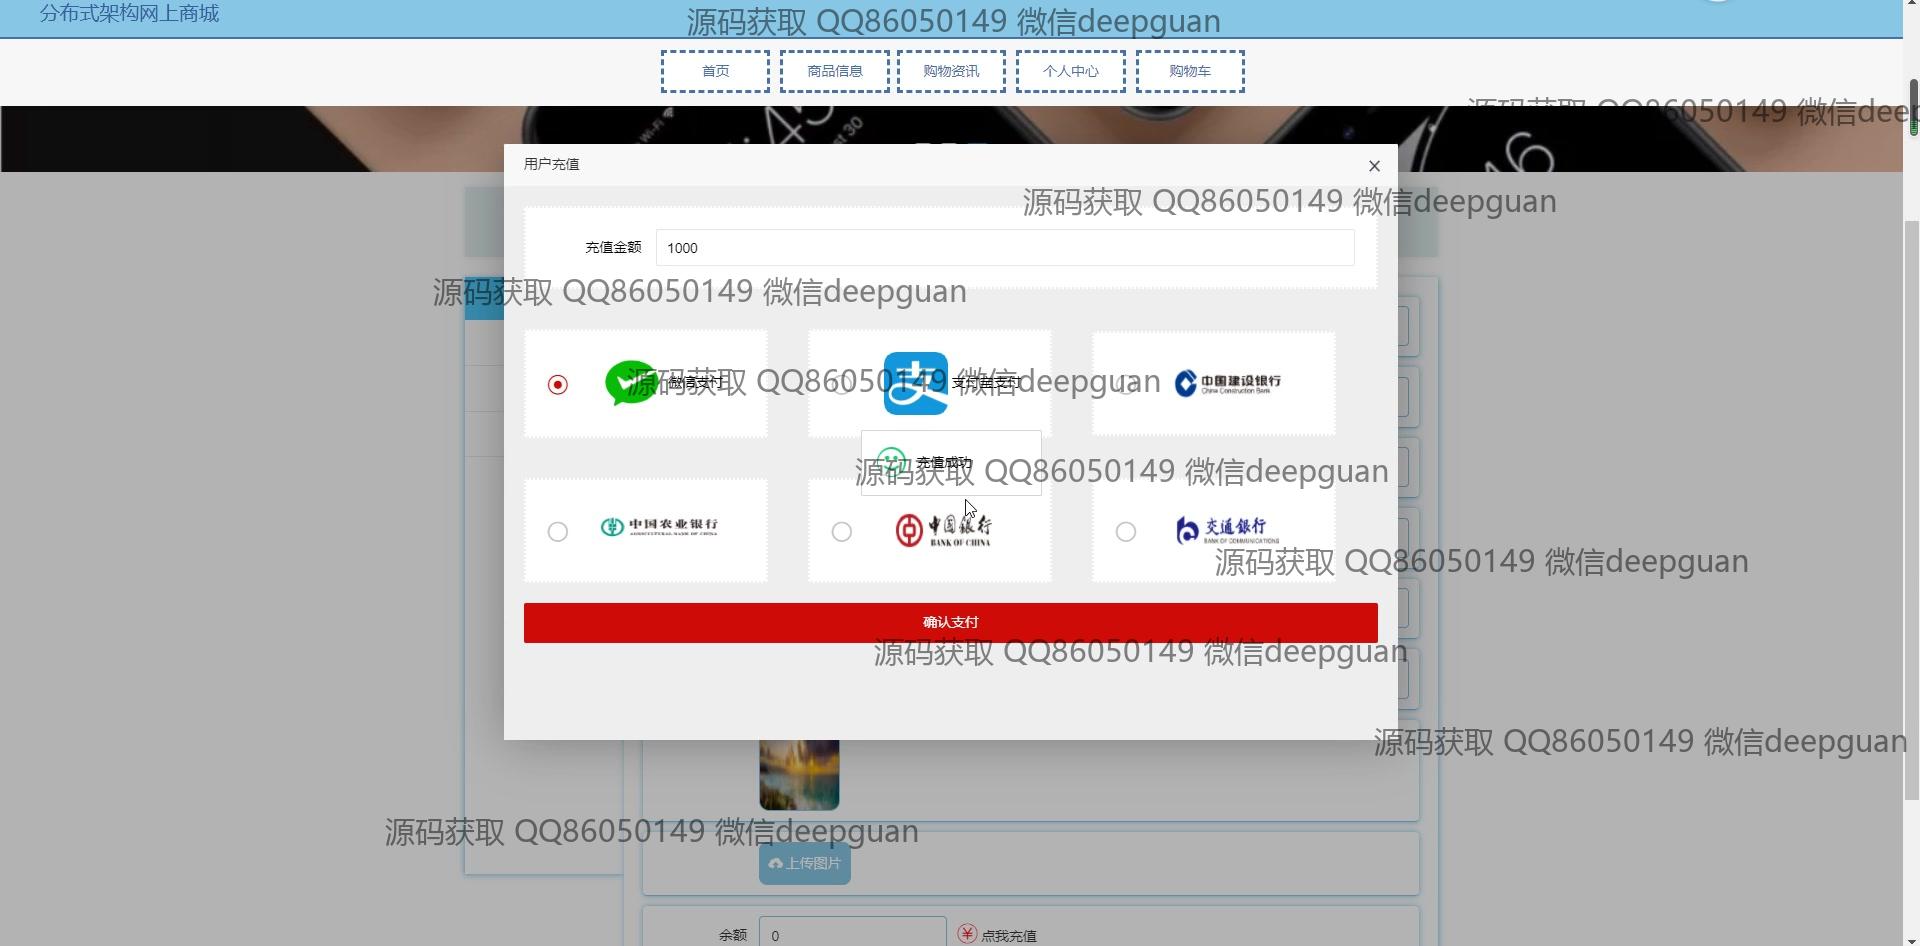 分布式架构网上商城
源码获取 QQ86050149 微信deepguan
首页
商品信息
购物资讯
个人中心
购物车
源码获取 QQ86050149 微信deep
用户充值
源码获取 QQ86050149 微信deepguan
充值金额
1000
源码获取 QQ86050149 微信deepguan
微信支付
支付宝支付
中国建设银行
China Construction Bank
源码获取 QQ86050149 微信deepguan
充值成功
源码获取 QQ86050149 微信deepguan
中国农业银行
AGRICULTURAL BANK OF CHINA
中国银行
BANK OF CHINA
交通银行
BANK OF COMMUNICATIONS
源码获取 QQ86050149 微信deepguan
确认支付
源码获取 QQ86050149 微信deepguan
源码获取 QQ86050149 微信deepguan
源码获取 QQ86050149 微信deepguan
上传图片
余额
0
点我充值